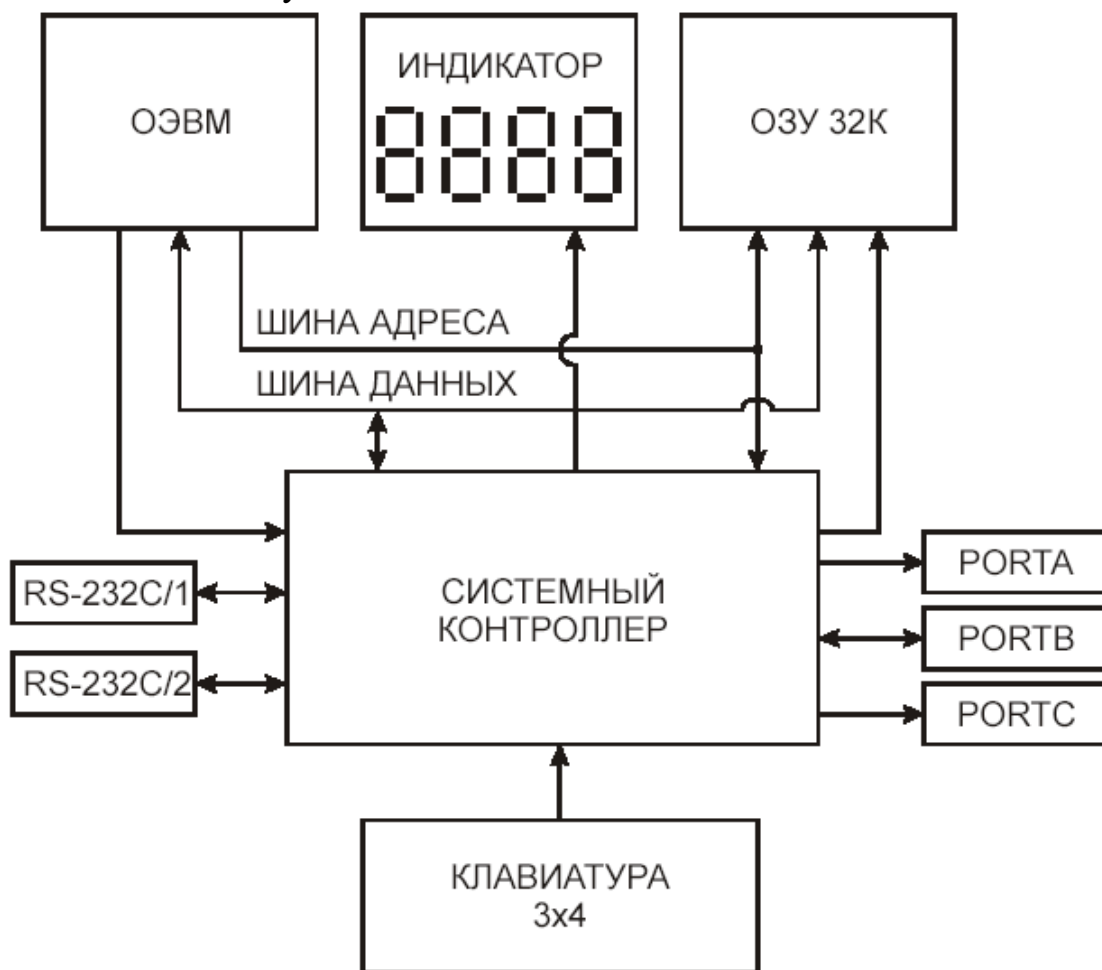 ОЭВМ
ИНДИКАТОР
8888
ОЗУ 32К
ШИНА АДРЕСА
ШИНА ДАННЫХ
RS-232C/1
RS-232C/2
СИСТЕМНЫЙ
КОНТРОЛЛЕР
PORTA
PORTB
PORTC
КЛАВИАТУРА
3x4